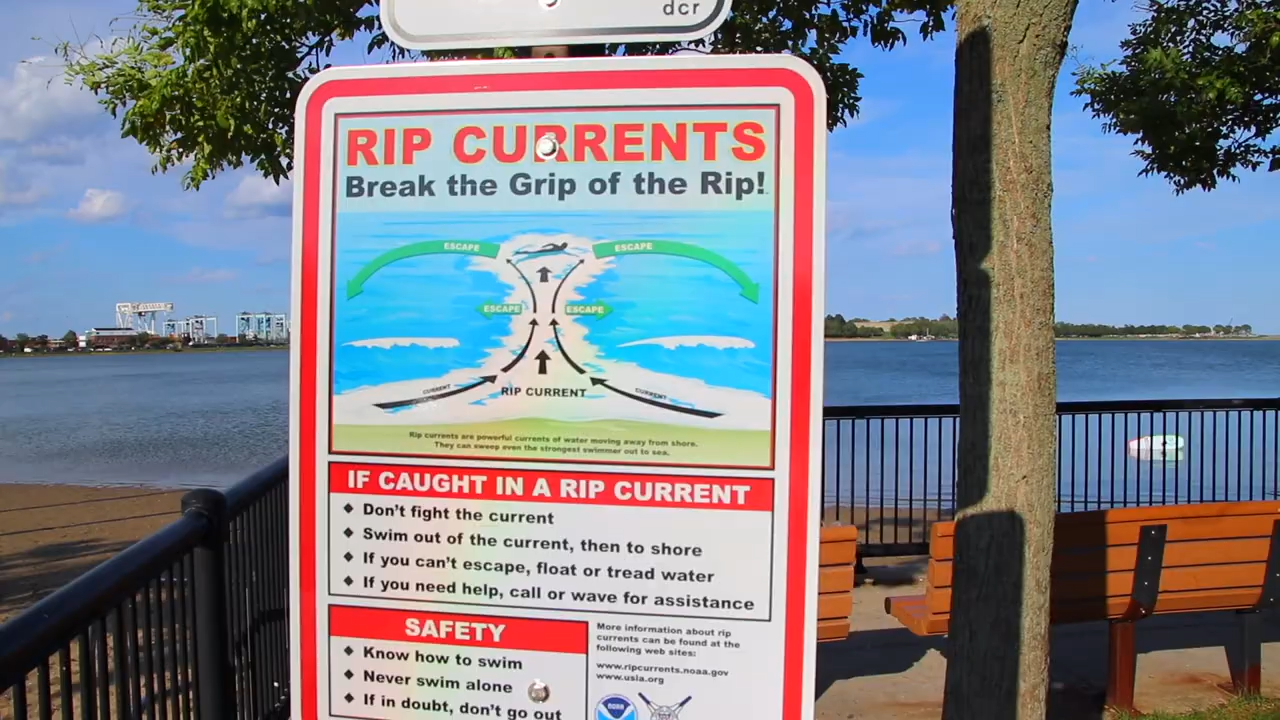 dcr
RIP CURRENTS
Break the Grip of the Rip!
ESCAPE ESCAPE
ESCAPE ESCAPE
CURRENT RIP CURRENT CURRENT
Rip currents are powerful currents of water moving away from shore.
They can sweep even the strongest swimmer out to sea.
IF CAUGHT IN A RIP CURRENT
◆ Don't fight the current
◆ Swim out of the current, then to shore
◆ If you can't escape, float or tread water
◆ If you need help, call or wave for assistance
SAFETY
◆ Know how to swim
◆ Never swim alone
◆ If in doubt, don't go out
More information about rip
currents can be found at the
following web sites:
www.ripcurrents.noaa.gov
www.usla.org
noaa